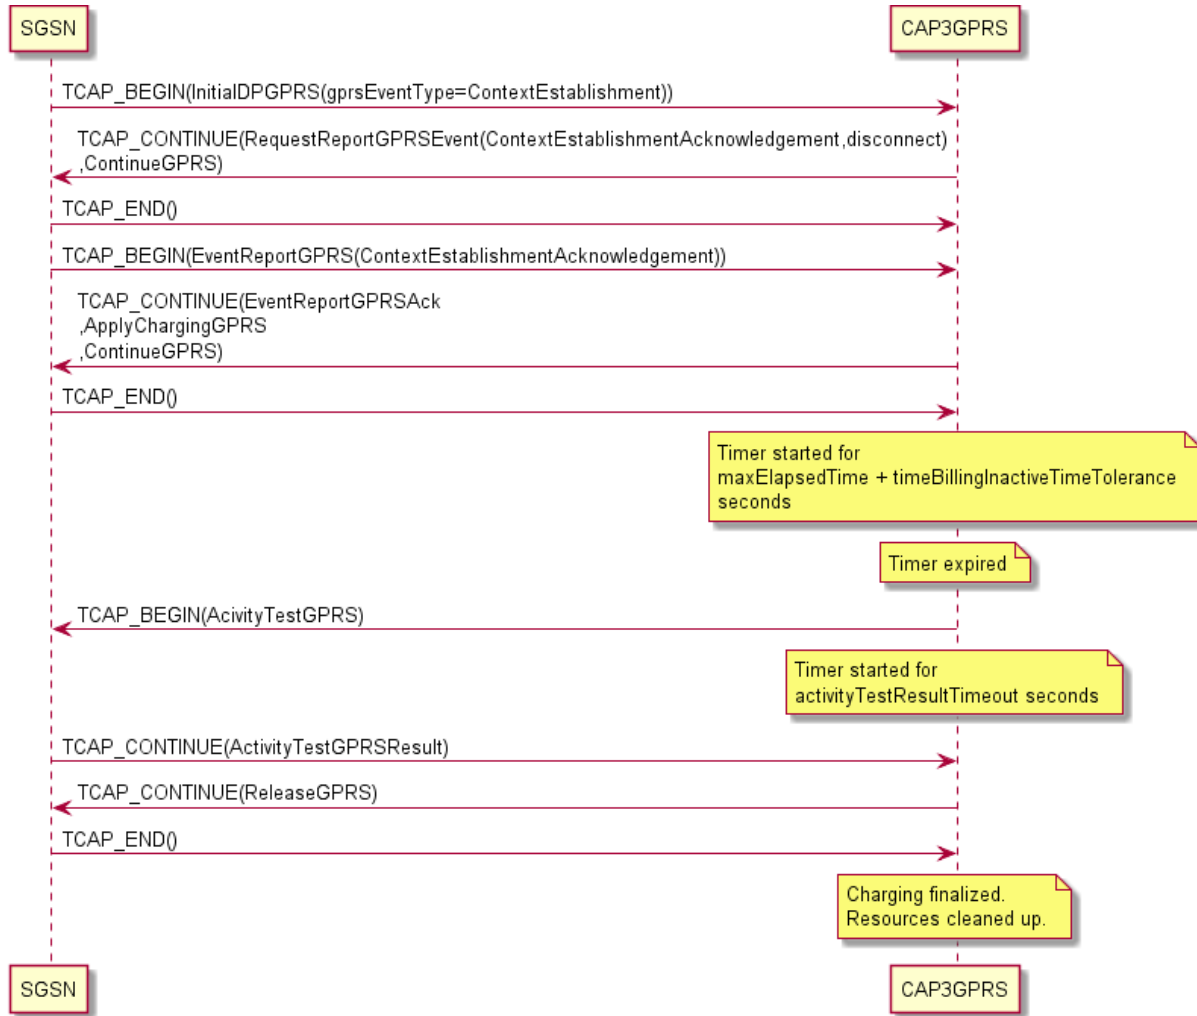 SGSN
CAP3GPRS
TCAP_BEGIN(InitialDPGPRS(gprsEventType=ContextEstablishment))
TCAP_CONTINUE(RequestReportGPRSEvent(ContextEstablishmentAcknowledgement,disconnect)
,ContinueGPRS)
TCAP_END()
TCAP_BEGIN(EventReportGPRS(ContextEstablishmentAcknowledgement))
TCAP_CONTINUE(EventReportGPRSAck
,ApplyChargingGPRS
,ContinueGPRS)
TCAP_END()
Timer started for
maxElapsedTime + timeBillingInactiveTimeTolerance
seconds
Timer expired
TCAP_BEGIN(AcivityTestGPRS)
Timer started for
activityTestResultTimeout seconds
TCAP_CONTINUE(ActivityTestGPRSResult)
TCAP_CONTINUE(ReleaseGPRS)
TCAP_END()
Charging finalized.
Resources cleaned up.
SGSN
CAP3GPRS